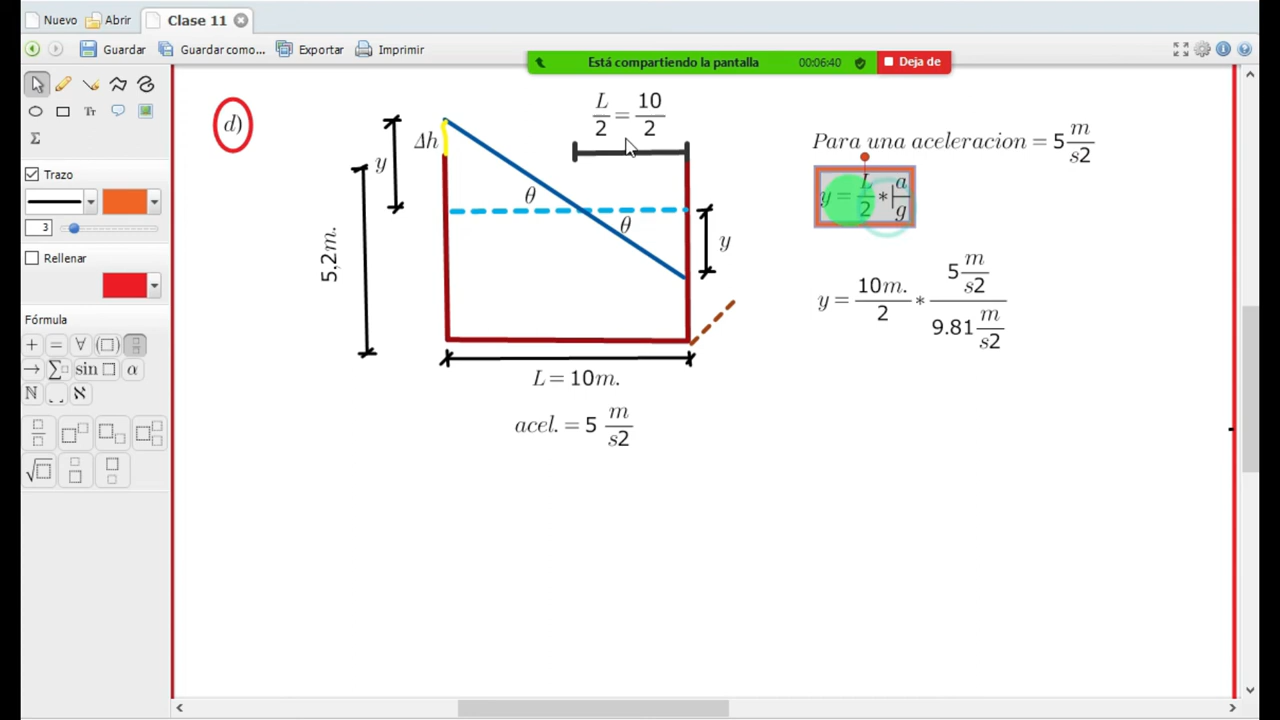 Nuevo Abrir Clase 11
Guardar Guardar como... Exportar Imprimir
Está compartiendo la pantalla 00:06:40 Deja de
Tr
Σ
Trazo
3
Rellenar
Fórmula
+ = ∀ (□)
→ ∑ sin □ α
ℕ ℵ
d)
Δh
y
5,2m.
L/2 = 10/2
θ
θ
y
L = 10m.
acel. = 5 m/s2
Para una aceleracion = 5 m/s2
y = L/2 * a/g
y = 10m./2 * 5 m/s2 / 9.81 m/s2